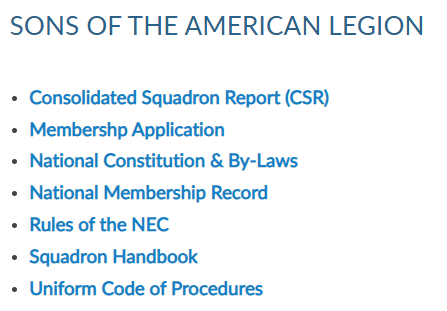 SONS OF THE AMERICAN LEGION
• Consolidated Squadron Report (CSR)
• Membershp Application
• National Constitution & By-Laws
• National Membership Record
• Rules of the NEC
• Squadron Handbook
• Uniform Code of Procedures